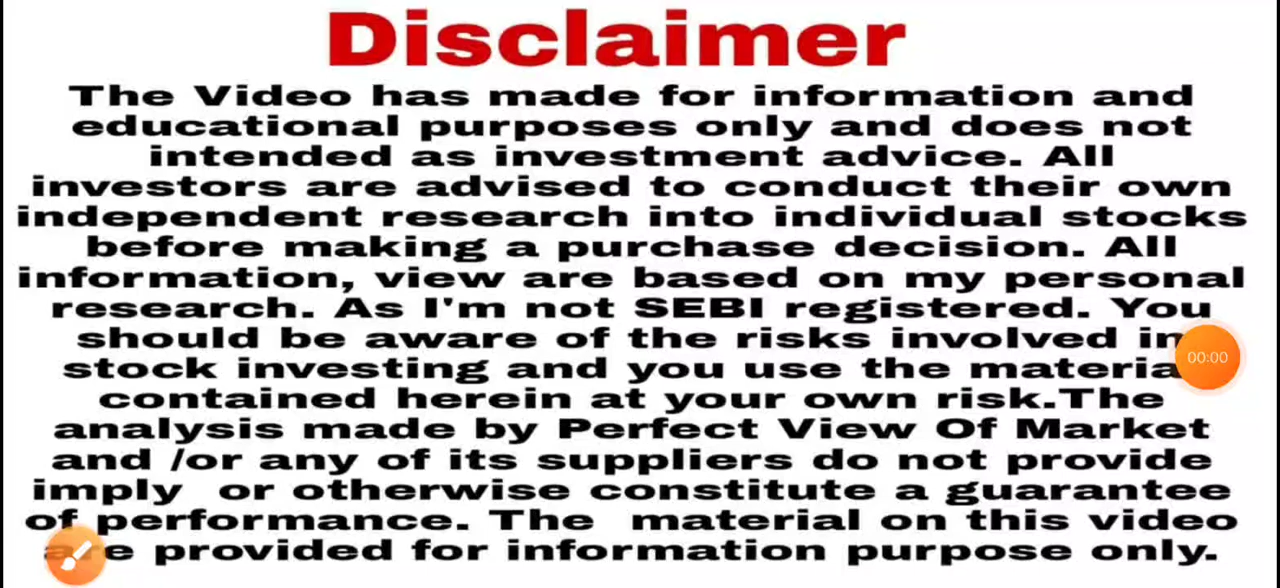 Disclaimer
The Video has made for information and
educational purposes only and does not
intended as investment advice. All
investors are advised to conduct their own
independent research into individual stocks
before making a purchase decision. All
information, view are based on my personal
research. As I'm not SEBI registered. You
should be aware of the risks involved in
stock investing and you use the materia
00:00
contained herein at your own risk.The
analysis made by Perfect View Of Market
and /or any of its suppliers do not provide
imply or otherwise constitute a guarantee
of performance. The material on this video
are provided for information purpose only.